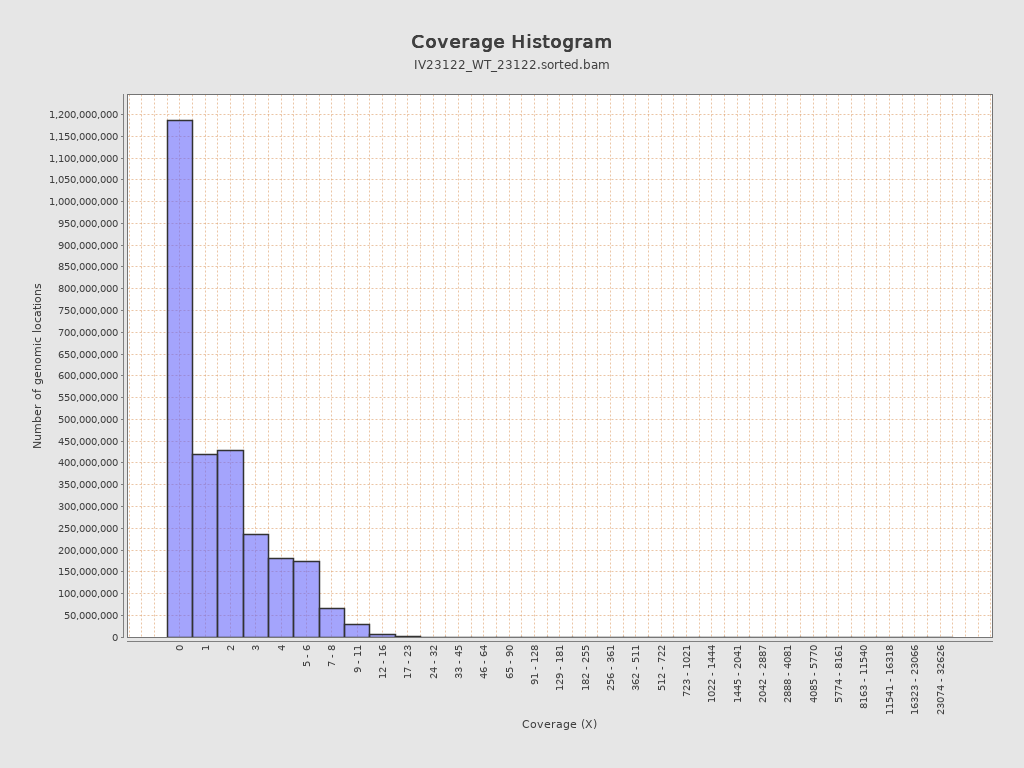 Coverage Histogram
IV23122_WT_23122.sorted.bam
1,200,000,000
1,150,000,000
1,100,000,000
1,050,000,000
1,000,000,000
950,000,000
900,000,000
850,000,000
800,000,000
750,000,000
700,000,000
650,000,000
600,000,000
550,000,000
500,000,000
450,000,000
400,000,000
350,000,000
300,000,000
250,000,000
200,000,000
150,000,000
100,000,000
50,000,000
0
Number of genomic locations
0
1
2
3
4
5 - 6
7 - 8
9 - 11
12 - 16
17 - 23
24 - 32
33 - 45
46 - 64
65 - 90
91 - 128
129 - 181
182 - 255
256 - 361
362 - 511
512 - 722
723 - 1021
1022 - 1444
1445 - 2041
2042 - 2887
2888 - 4081
4085 - 5770
5774 - 8161
8163 - 11540
11541 - 16318
16323 - 23066
23074 - 32626
Coverage (X)